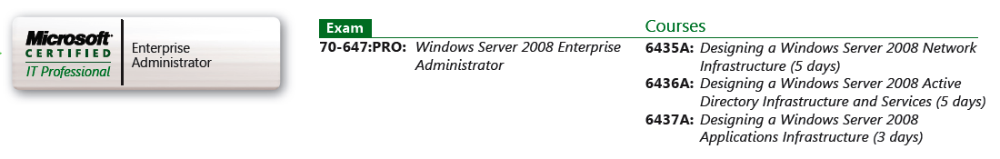 Microsoft
CERTIFIED
IT Professional
Enterprise
Administrator
Exam
70-647:PRO: Windows Server 2008 Enterprise
Administrator
Courses
6435A: Designing a Windows Server 2008 Network
Infrastructure (5 days)
6436A: Designing a Windows Server 2008 Active
Directory Infrastructure and Services (5 days)
6437A: Designing a Windows Server 2008
Applications Infrastructure (3 days)